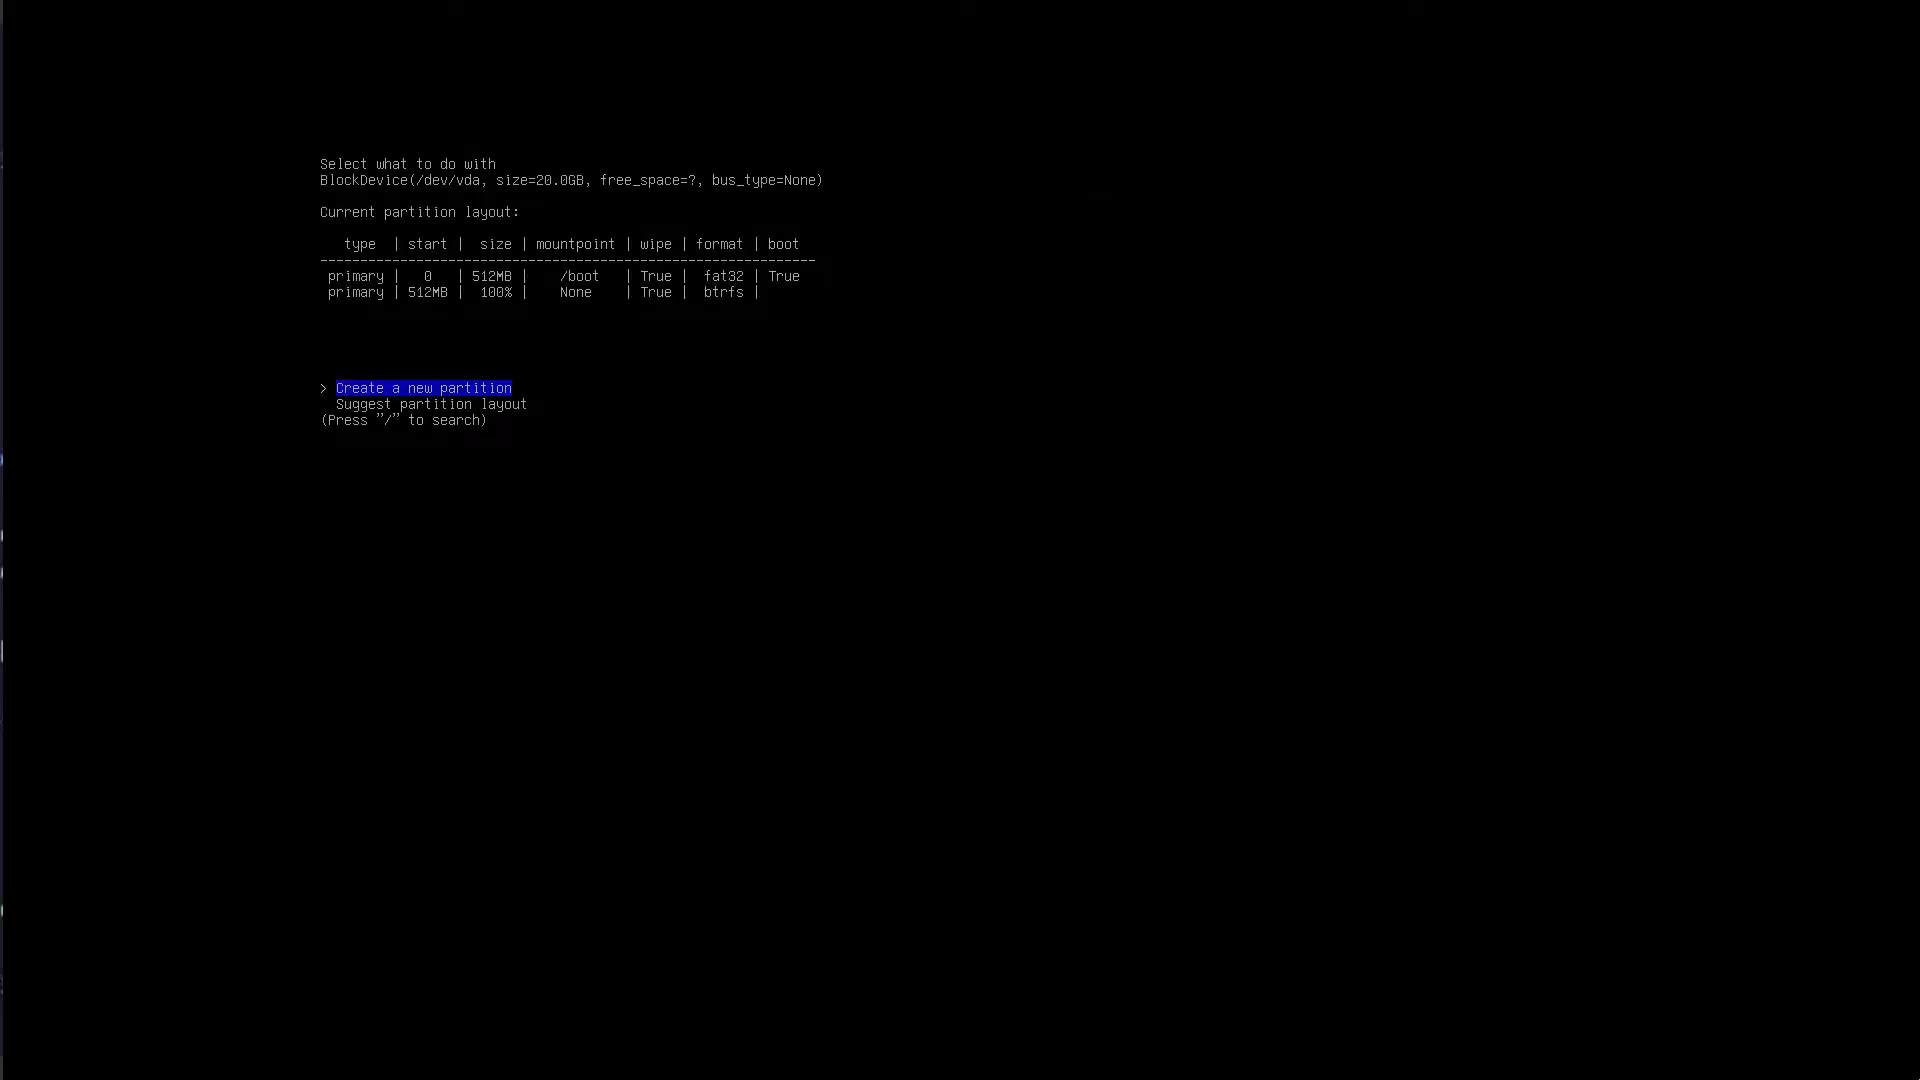 Select what to do with
BlockDevice(/dev/vda, size=20.0GB, free_space=?, bus_type=None)
Current partition layout:
type | start | size | mountpoint | wipe | format | boot
--------------------------------------------------------------
primary | 0 | 512MB | /boot | True | fat32 | True
primary | 512MB | 100% | None | True | btrfs |
> Create a new partition
Suggest partition layout
(Press "/" to search)